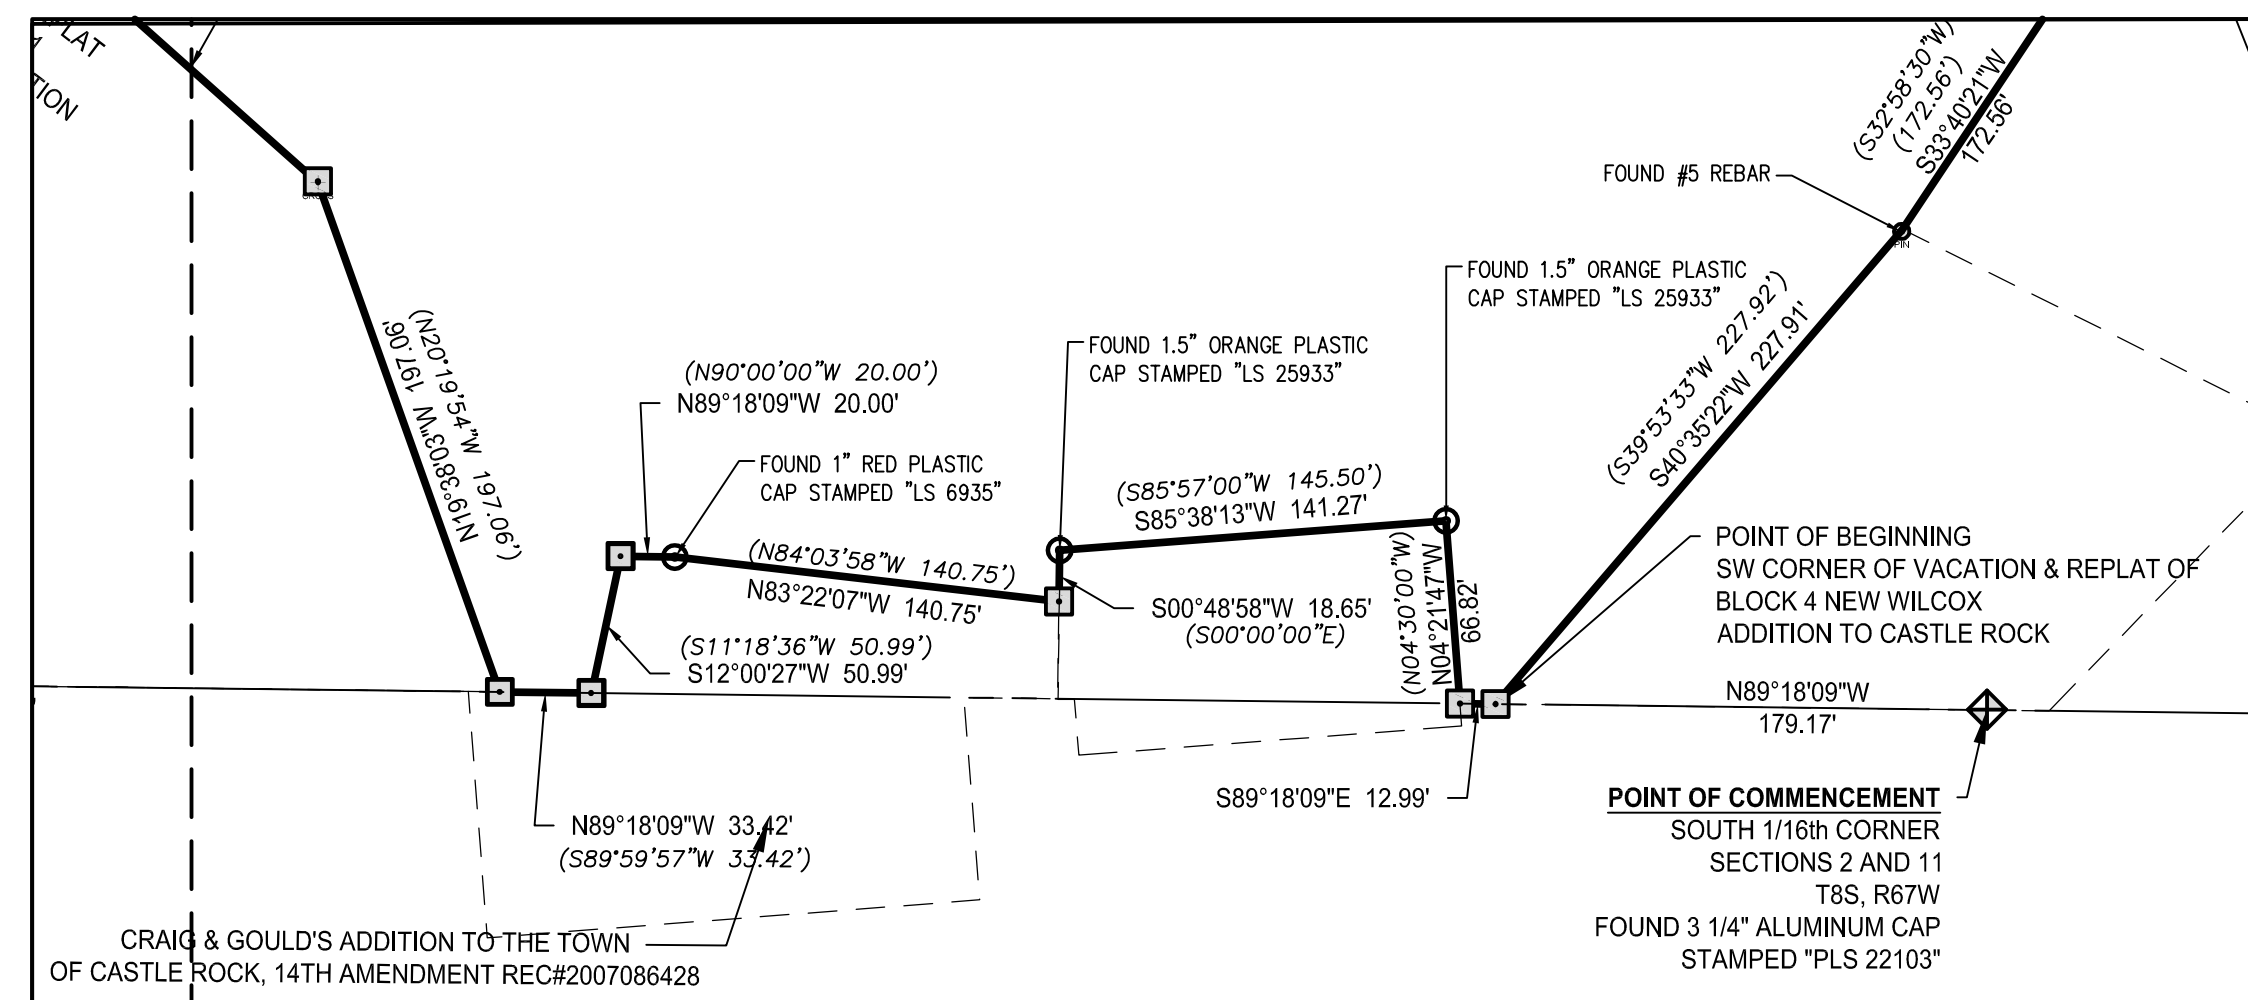 PLAT
TION
(S32°58'30"W)
(172.56')
S33°40'21"W
172.56'
FOUND #5 REBAR
PIN
FOUND 1.5" ORANGE PLASTIC
CAP STAMPED "LS 25933"
(S39°53'33"W 227.92')
S40°35'22"W 227.91'
(N20°19'54"W 197.06')
N19°38'03"W 197.06'
(N90°00'00"W 20.00')
N89°18'09"W 20.00'
FOUND 1.5" ORANGE PLASTIC
CAP STAMPED "LS 25933"
FOUND 1" RED PLASTIC
CAP STAMPED "LS 6935"
(S85°57'00"W 145.50')
S85°38'13"W 141.27'
(N84°03'58"W 140.75')
N83°22'07"W 140.75'
(N04°30'00"W)
N04°21'47"W
66.82'
POINT OF BEGINNING
SW CORNER OF VACATION & REPLAT OF
BLOCK 4 NEW WILCOX
ADDITION TO CASTLE ROCK
S00°48'58"W 18.65'
(S00°00'00"E)
(S11°18'36"W 50.99')
S12°00'27"W 50.99'
N89°18'09"W
179.17'
S89°18'09"E 12.99'
N89°18'09"W 33.42'
(S89°59'57"W 33.42')
POINT OF COMMENCEMENT
SOUTH 1/16th CORNER
SECTIONS 2 AND 11
T8S, R67W
FOUND 3 1/4" ALUMINUM CAP
STAMPED "PLS 22103"
CRAIG & GOULD'S ADDITION TO THE TOWN
OF CASTLE ROCK, 14TH AMENDMENT REC#2007086428